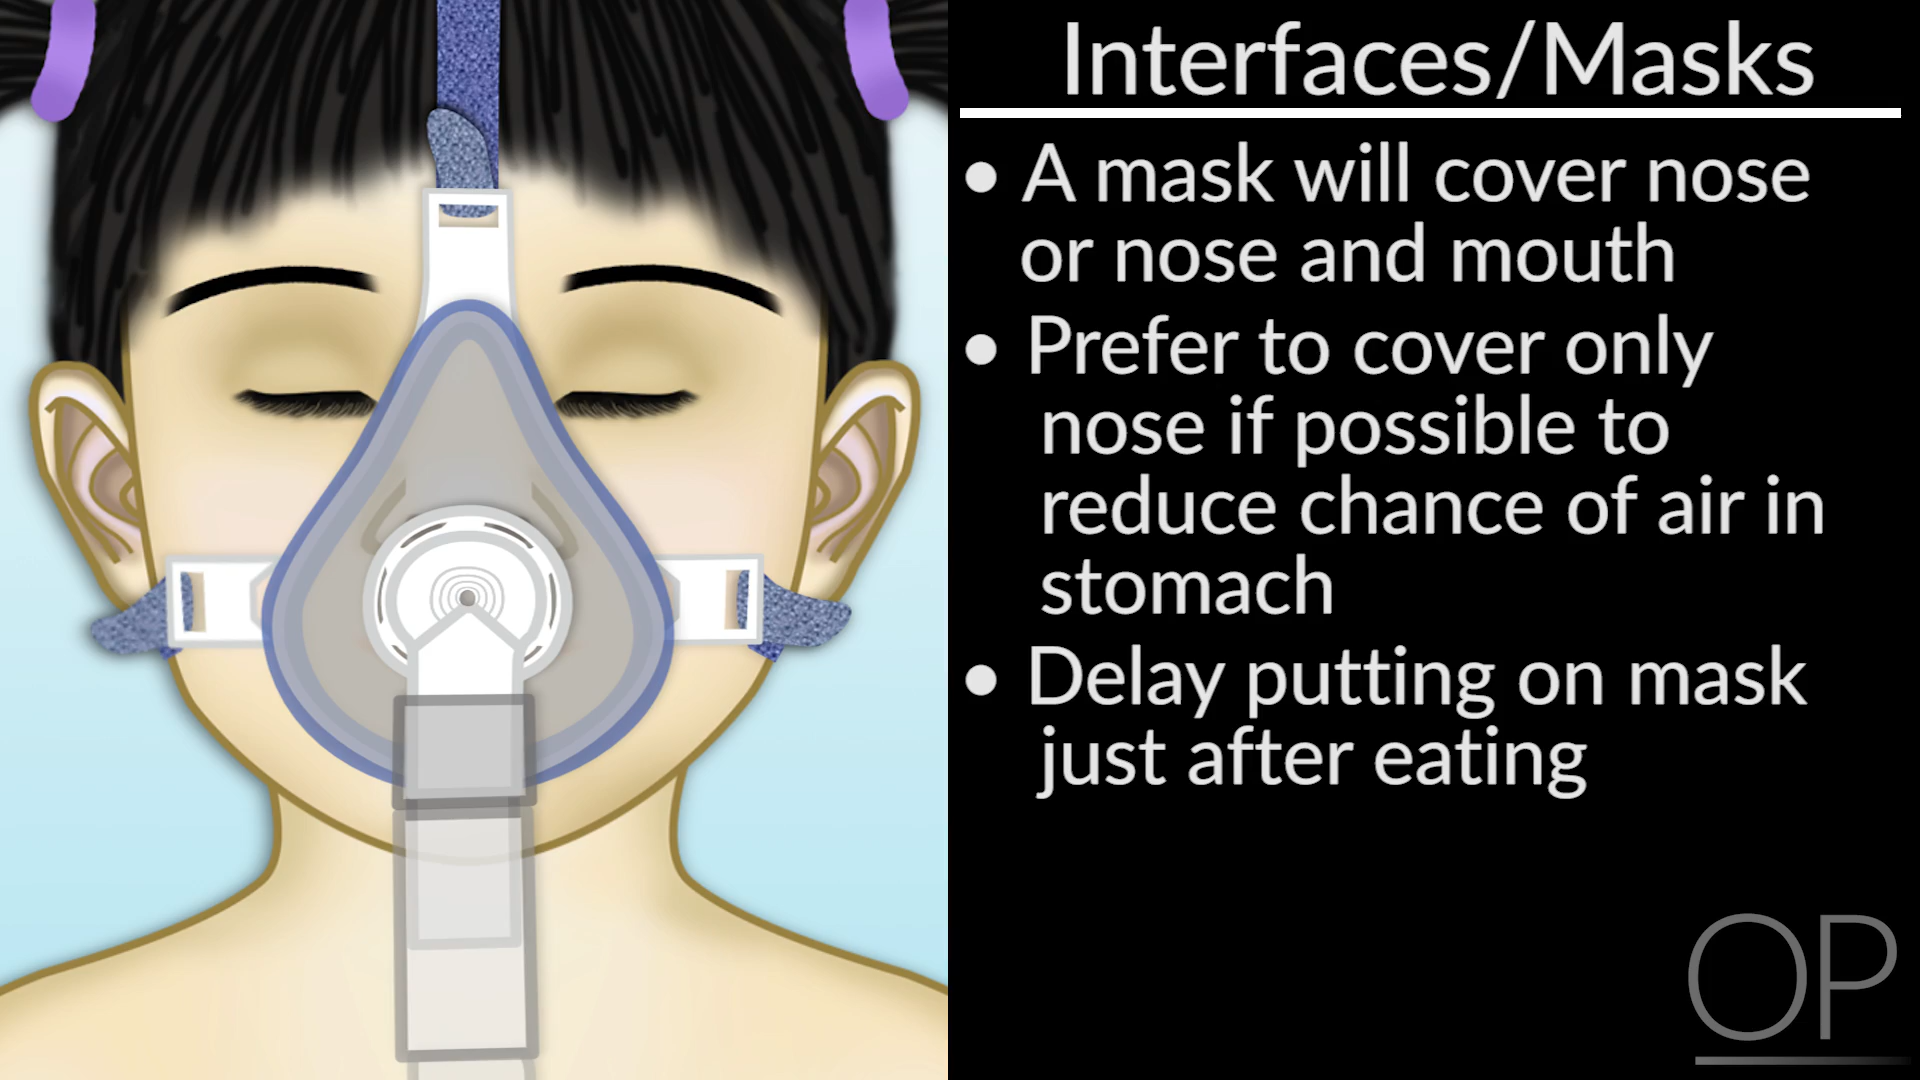 Interfaces/Masks
• A mask will cover nose
or nose and mouth
• Prefer to cover only
nose if possible to
reduce chance of air in
stomach
• Delay putting on mask
just after eating
OP